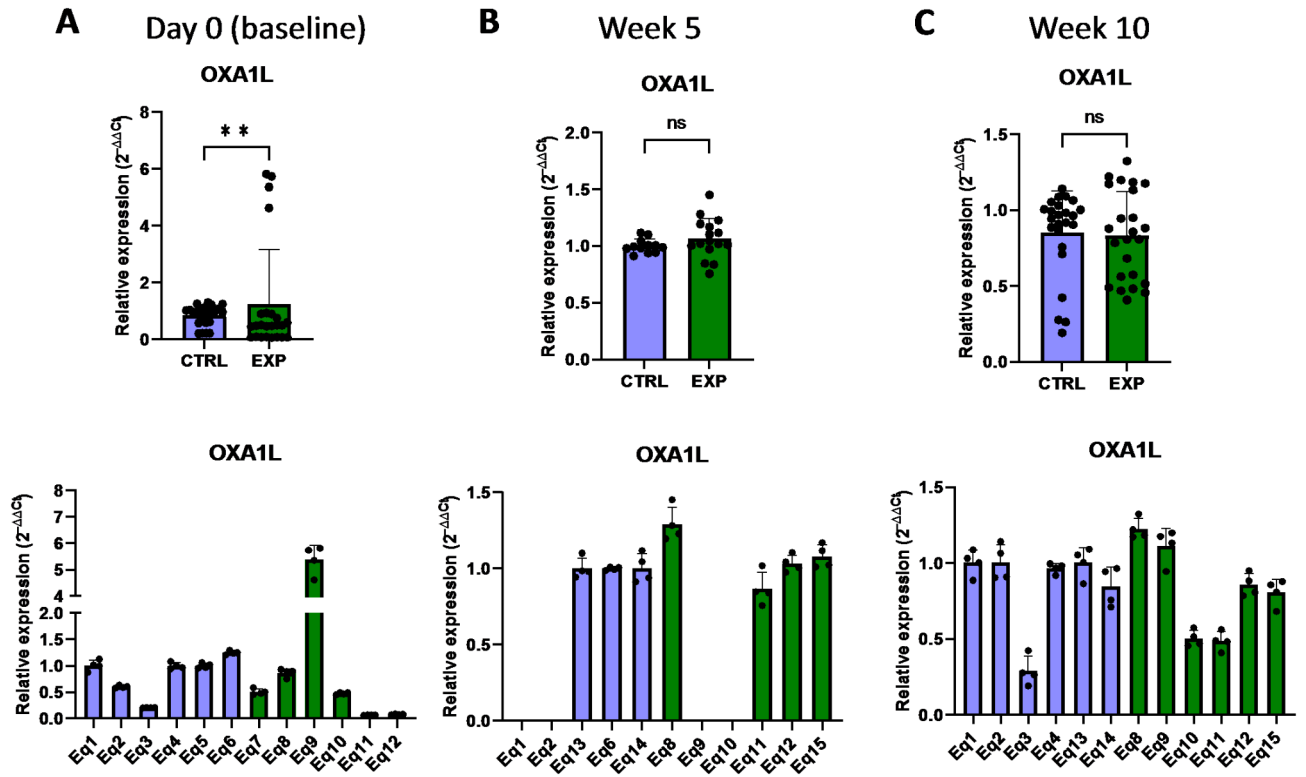 A Day 0 (baseline)
OXA1L
Relative expression (2−ΔΔCt)
8
6
4
2
0
**
CTRL EXP
B Week 5
OXA1L
Relative expression (2−ΔΔCt)
2.0
1.5
1.0
0.5
0.0
ns
CTRL EXP
C Week 10
OXA1L
Relative expression (2−ΔΔCt)
1.5
1.0
0.5
0.0
ns
CTRL EXP
OXA1L
Relative expression (2−ΔΔCt)
8
7
6
5
4
2.0
1.5
1.0
0.5
0.0
Eq1 Eq2 Eq3 Eq4 Eq5 Eq6 Eq7 Eq8 Eq9 Eq10 Eq11 Eq12
OXA1L
Relative expression (2−ΔΔCt)
1.5
1.0
0.5
0.0
Eq1 Eq2 Eq13 Eq6 Eq14 Eq8 Eq9 Eq10 Eq11 Eq12 Eq15
OXA1L
Relative expression (2−ΔΔCt)
1.5
1.0
0.5
0.0
Eq1 Eq2 Eq3 Eq4 Eq13 Eq14 Eq8 Eq9 Eq10 Eq11 Eq12 Eq15